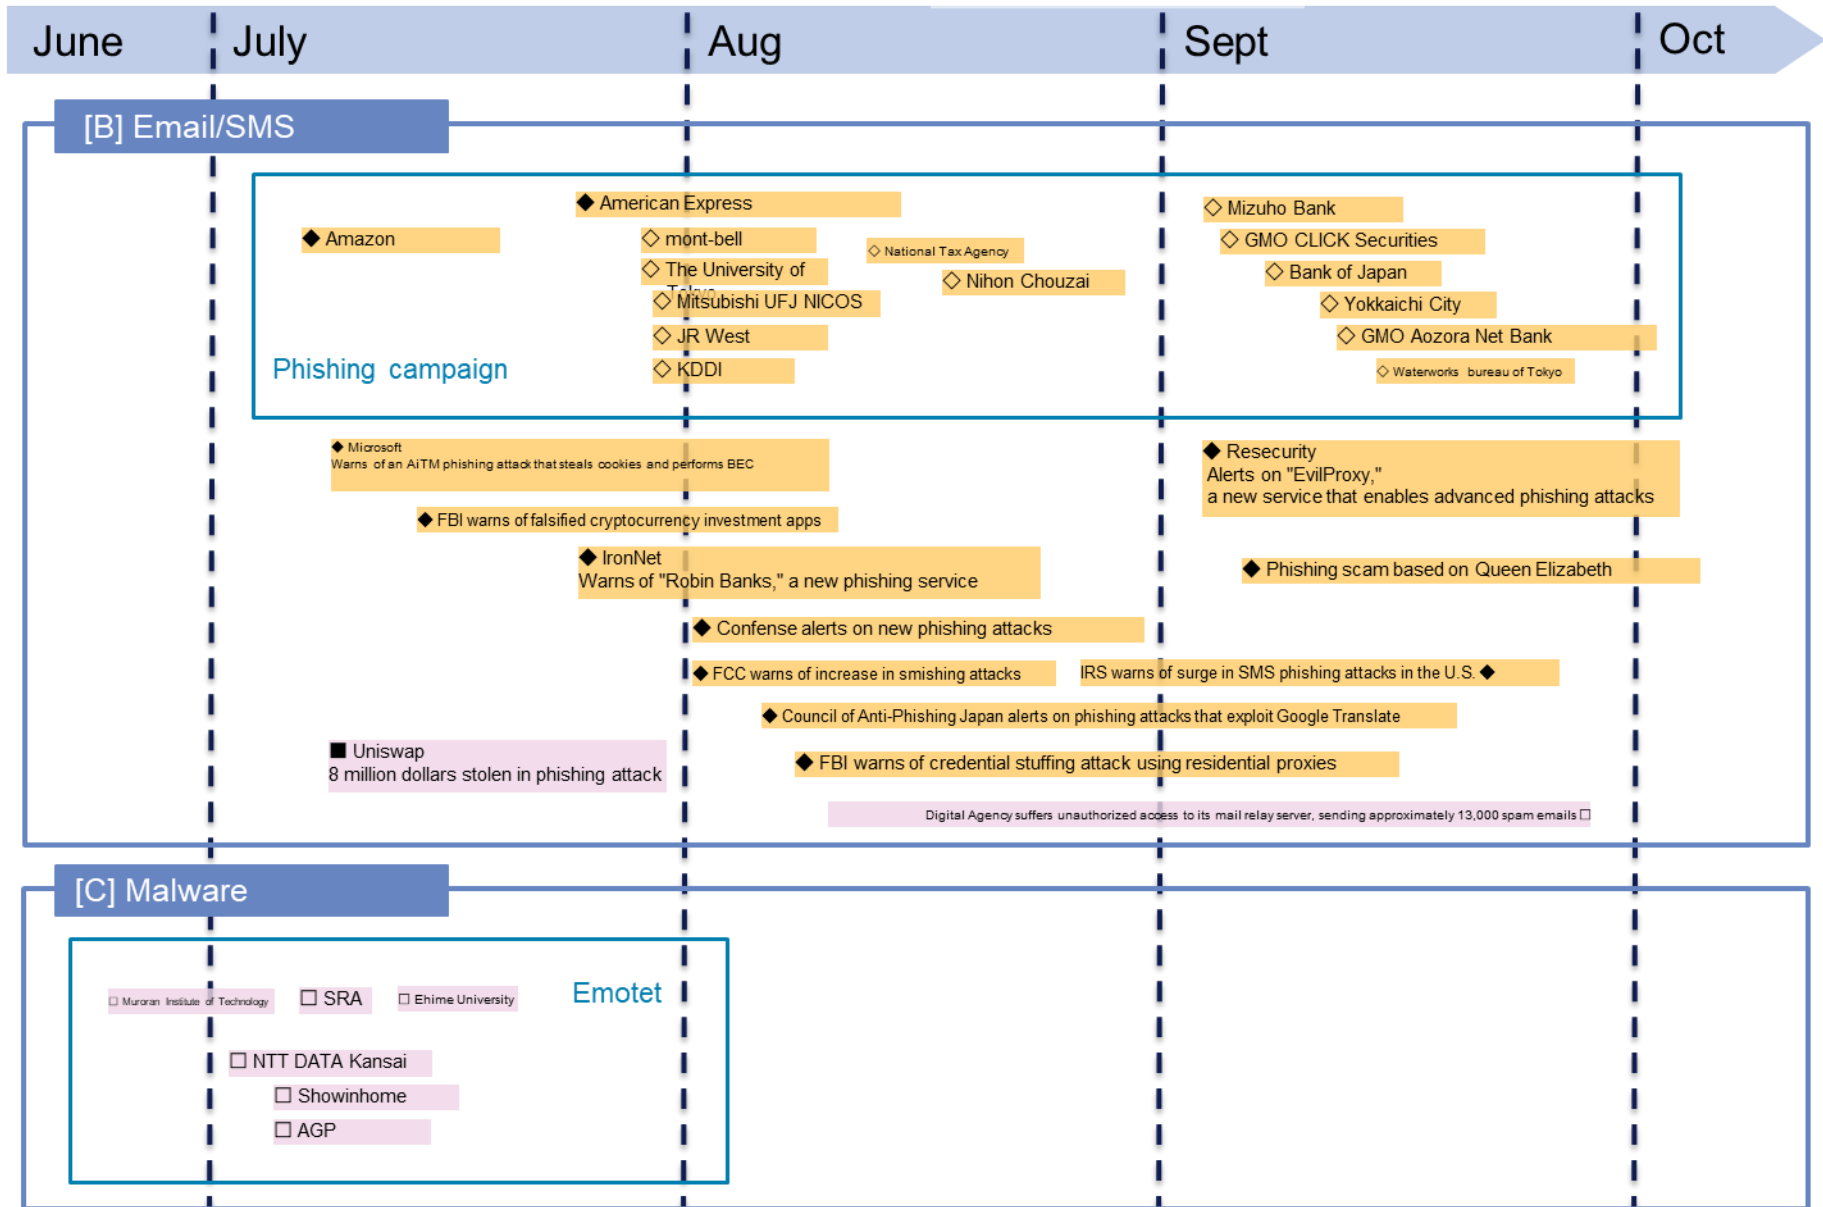 June
July
Aug
Sept
Oct
[B] Email/SMS
◆ American Express
◇ Mizuho Bank
◆ Amazon
◇ mont-bell
◇ National Tax Agency
◇ GMO CLICK Securities
◇ The University of
Tokyo
◇ Nihon Chouzai
◇ Bank of Japan
◇ Mitsubishi UFJ NICOS
◇ Yokkaichi City
◇ JR West
◇ GMO Aozora Net Bank
Phishing campaign
◇ KDDI
◇ Waterworks bureau of Tokyo
◆ Microsoft
Warns of an AiTM phishing attack that steals cookies and performs BEC
◆ Resecurity
Alerts on "EvilProxy,"
a new service that enables advanced phishing attacks
◆ FBI warns of falsified cryptocurrency investment apps
◆ IronNet
Warns of "Robin Banks," a new phishing service
◆ Phishing scam based on Queen Elizabeth
◆ Confense alerts on new phishing attacks
◆ FCC warns of increase in smishing attacks
IRS warns of surge in SMS phishing attacks in the U.S. ◆
◆ Council of Anti-Phishing Japan alerts on phishing attacks that exploit Google Translate
■ Uniswap
8 million dollars stolen in phishing attack
◆ FBI warns of credential stuffing attack using residential proxies
Digital Agency suffers unauthorized access to its mail relay server, sending approximately 13,000 spam emails □
[C] Malware
□ Muroran Institute of Technology
□ SRA
□ Ehime University
Emotet
□ NTT DATA Kansai
□ Showinhome
□ AGP